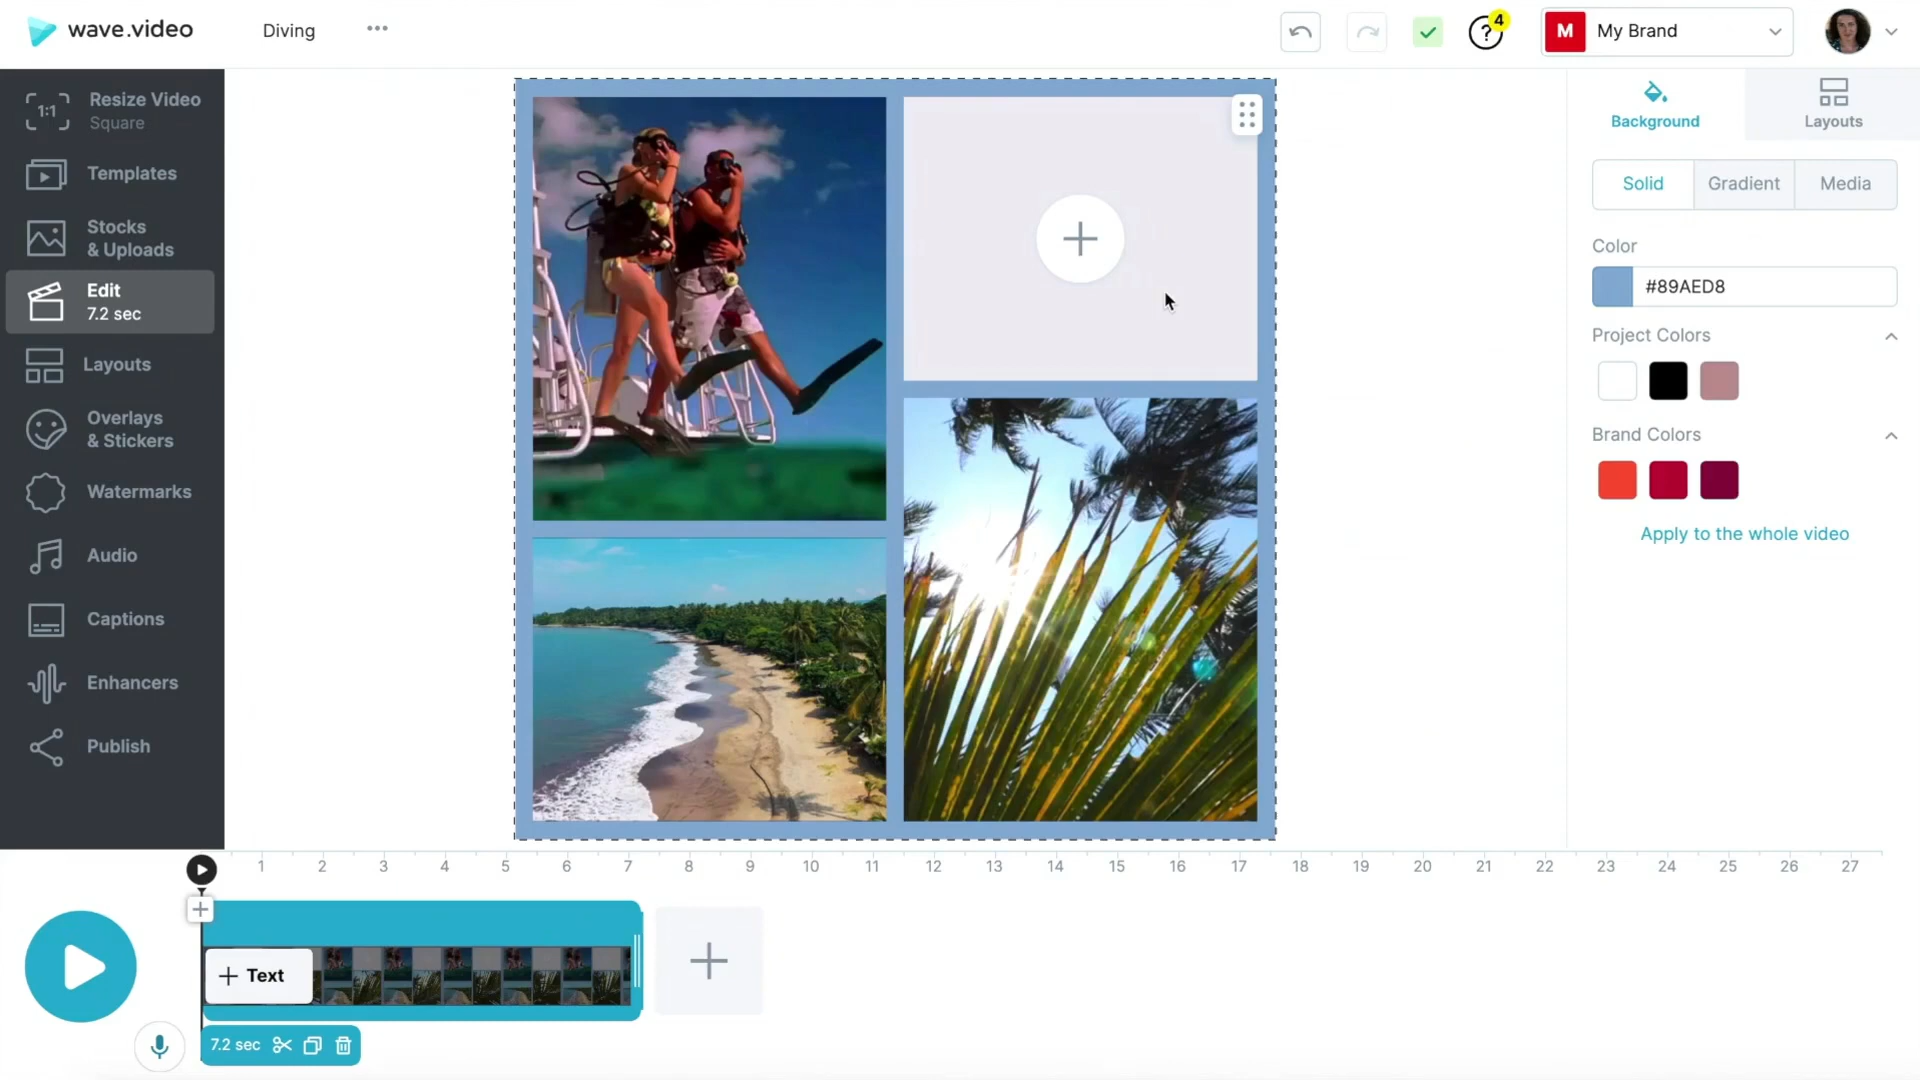 wave.video
Diving
4
?
M
My Brand
1:1
Resize Video
Square
Templates
Stocks
& Uploads
Edit
7.2 sec
Layouts
Overlays
& Stickers
Watermarks
Audio
Captions
Enhancers
Publish
Background
Layouts
Solid
Gradient
Media
Color
#89AED8
Project Colors
Brand Colors
Apply to the whole video
1 2 3 4 5 6 7 8 9 10 11 12 13 14 15 16 17 18 19 20 21 22 23 24 25 26 27
+ Text
7.2 sec